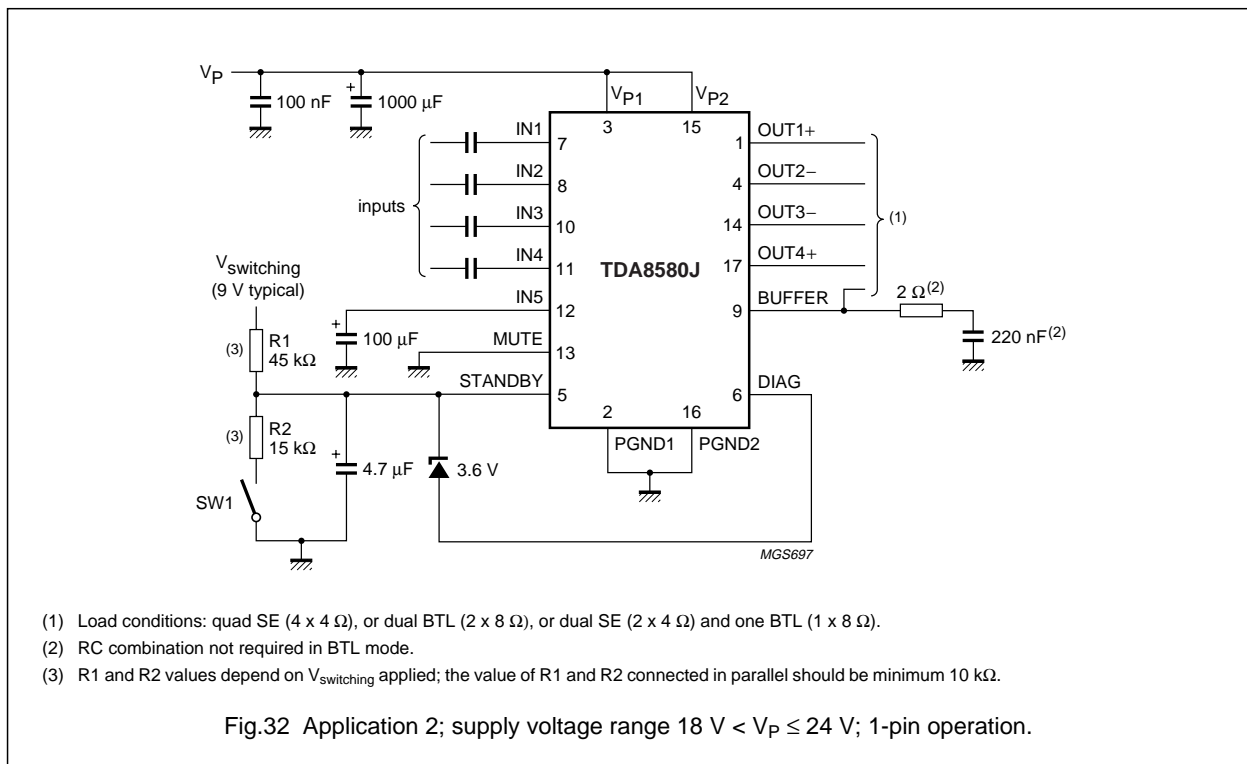 V_P
100 nF
+
1000 µF
V_P1
V_P2
3
15
IN1
7
IN2
8
IN3
10
IN4
11
inputs
TDA8580J
1
OUT1+
4
OUT2−
14
OUT3−
17
OUT4+
(1)
V_switching
(9 V typical)
IN5
12
+
100 µF
MUTE
13
STANDBY
5
BUFFER
9
2 Ω(2)
220 nF(2)
DIAG
6
(3)
R1
45 kΩ
(3)
R2
15 kΩ
+
4.7 µF
3.6 V
SW1
2
16
PGND1
PGND2
MGS697
(1) Load conditions: quad SE (4 x 4 Ω), or dual BTL (2 x 8 Ω), or dual SE (2 x 4 Ω) and one BTL (1 x 8 Ω).
(2) RC combination not required in BTL mode.
(3) R1 and R2 values depend on V_switching applied; the value of R1 and R2 connected in parallel should be minimum 10 kΩ.
Fig.32 Application 2; supply voltage range 18 V < V_P ≤ 24 V; 1-pin operation.